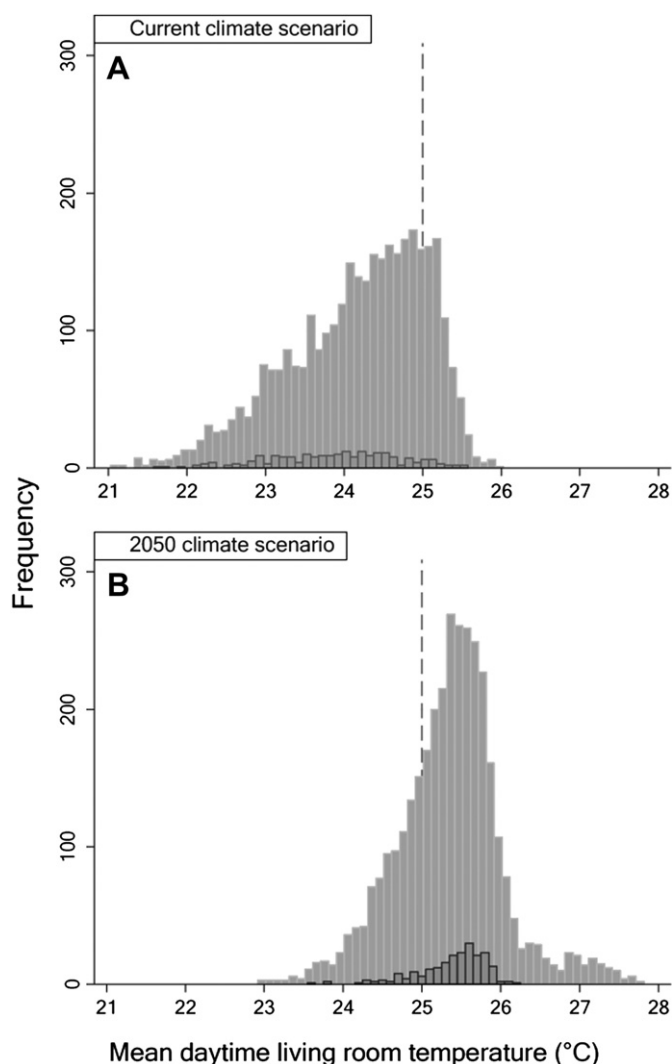 Current climate scenario
A
300
200
100
0
21 22 23 24 25 26 27 28
Frequency
2050 climate scenario
B
300
200
100
0
21 22 23 24 25 26 27 28
Mean daytime living room temperature (°C)